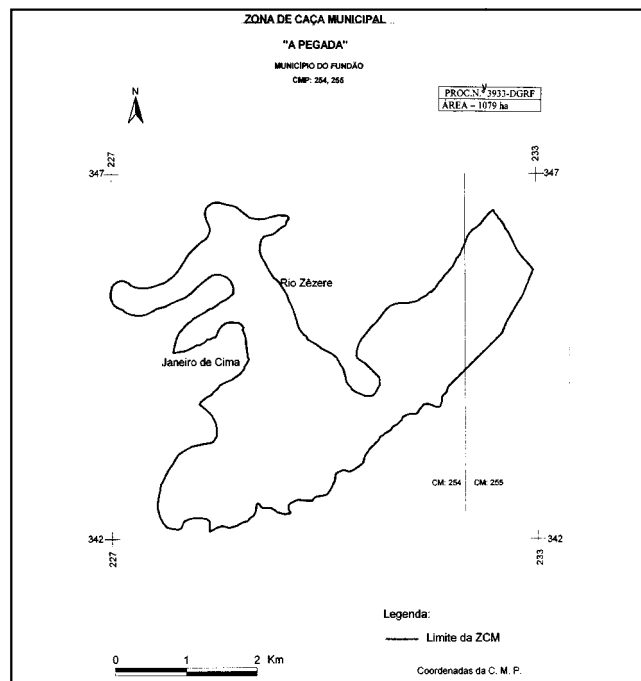 ZONA DE CAÇA MUNICIPAL
"A PEGADA"
MUNICÍPIO DO FUNDÃO
CMP: 254, 255
N
PROC.N.º 3933-DGRF
ÁREA – 1079 ha
227
233
347
347
Rio Zêzere
Janeiro de Cima
CM: 254
CM: 255
342
342
227
233
Legenda:
Limite da ZCM
0 1 2 Km
Coordenadas da C. M. P.